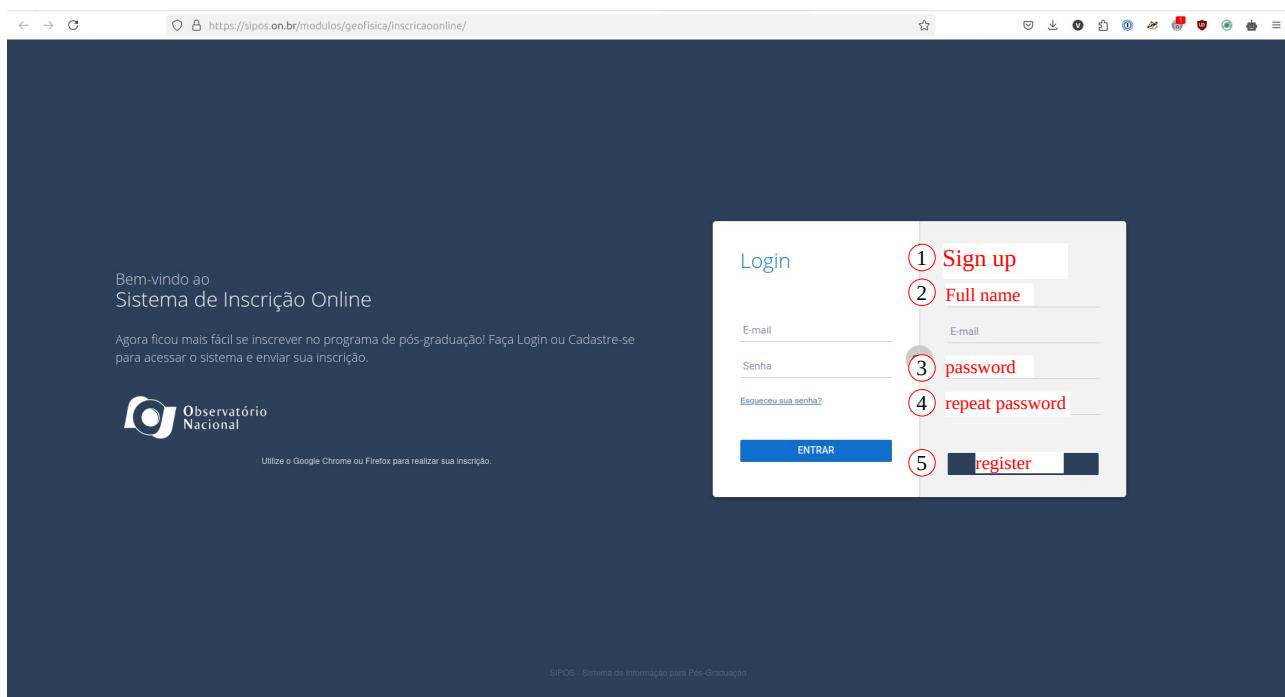 https://sipos.on.br/modulos/geofisica/inscricaoonline/
Bem-vindo ao
Sistema de Inscrição Online
Agora ficou mais fácil se inscrever no programa de pós-graduação! Faça Login ou Cadastre-se
para acessar o sistema e enviar sua inscrição.
Observatório
Nacional
Utilize o Google Chrome ou Firefox para realizar sua inscrição.
Login
E-mail
Senha
Esqueceu sua senha?
ENTRAR
1 Sign up
2 Full name
E-mail
3 password
4 repeat password
5 register
SIPOS - Sistema de Informação para Pós-Graduação